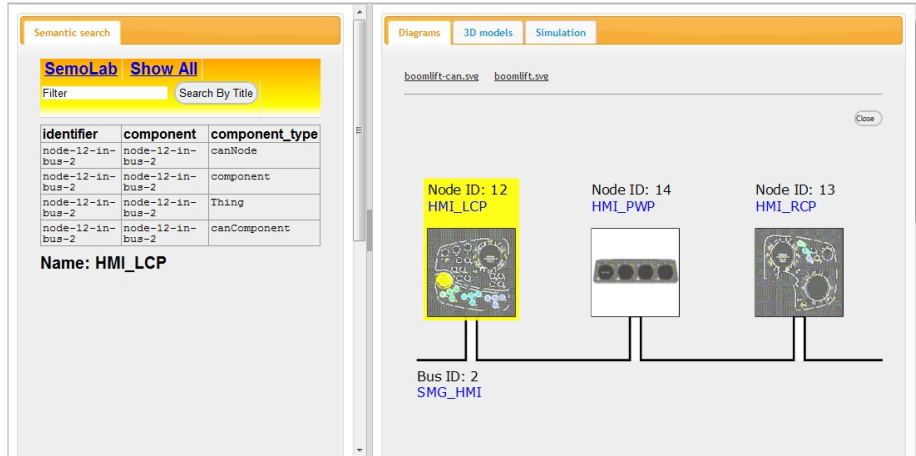 Semantic search
SemoLab Show All
Filter Search By Title
identifier component component_type
node-12-in-bus-2 node-12-in-bus-2 canNode
node-12-in-bus-2 node-12-in-bus-2 component
node-12-in-bus-2 node-12-in-bus-2 Thing
node-12-in-bus-2 node-12-in-bus-2 canComponent
Name: HMI_LCP
Diagrams 3D models Simulation
boomlift-can.svg boomlift.svg
Close
Node ID: 12
HMI_LCP
Node ID: 14
HMI_PWP
Node ID: 13
HMI_RCP
Bus ID: 2
SMG_HMI